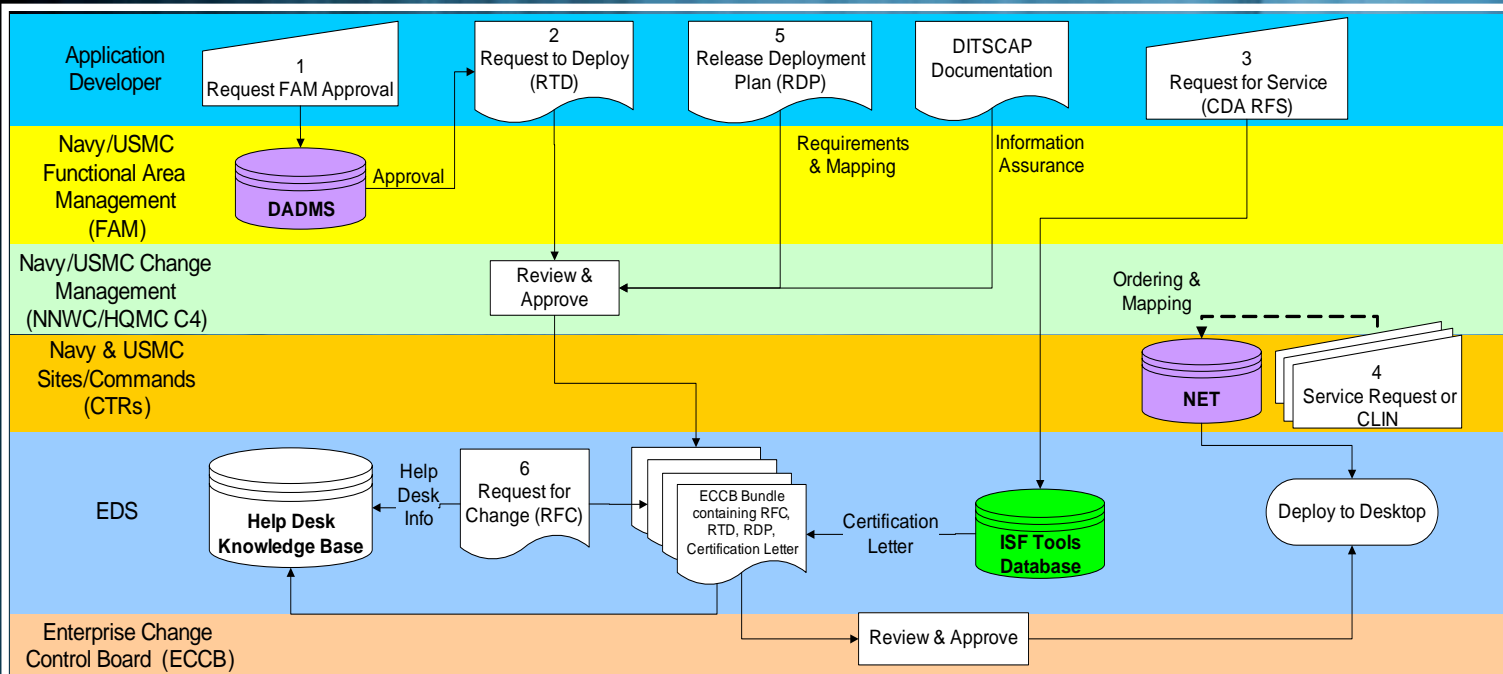 Application
Developer
1
Request FAM Approval
2
Request to Deploy
(RTD)
5
Release Deployment
Plan (RDP)
DITSCAP
Documentation
3
Request for Service
(CDA RFS)
Navy/USMC
Functional Area
Management
(FAM)
DADMS
Approval
Requirements
& Mapping
Information
Assurance
Navy/USMC Change
Management
(NNWC/HQMC C4)
Review &
Approve
Ordering &
Mapping
Navy & USMC
Sites/Commands
(CTRs)
NET
4
Service Request or
CLIN
EDS
Help Desk
Knowledge Base
Help
Desk
Info
6
Request for
Change (RFC)
ECCB Bundle
containing RFC,
RTD, RDP,
Certification Letter
Certification
Letter
ISF Tools
Database
Deploy to Desktop
Enterprise Change
Control Board (ECCB)
Review & Approve